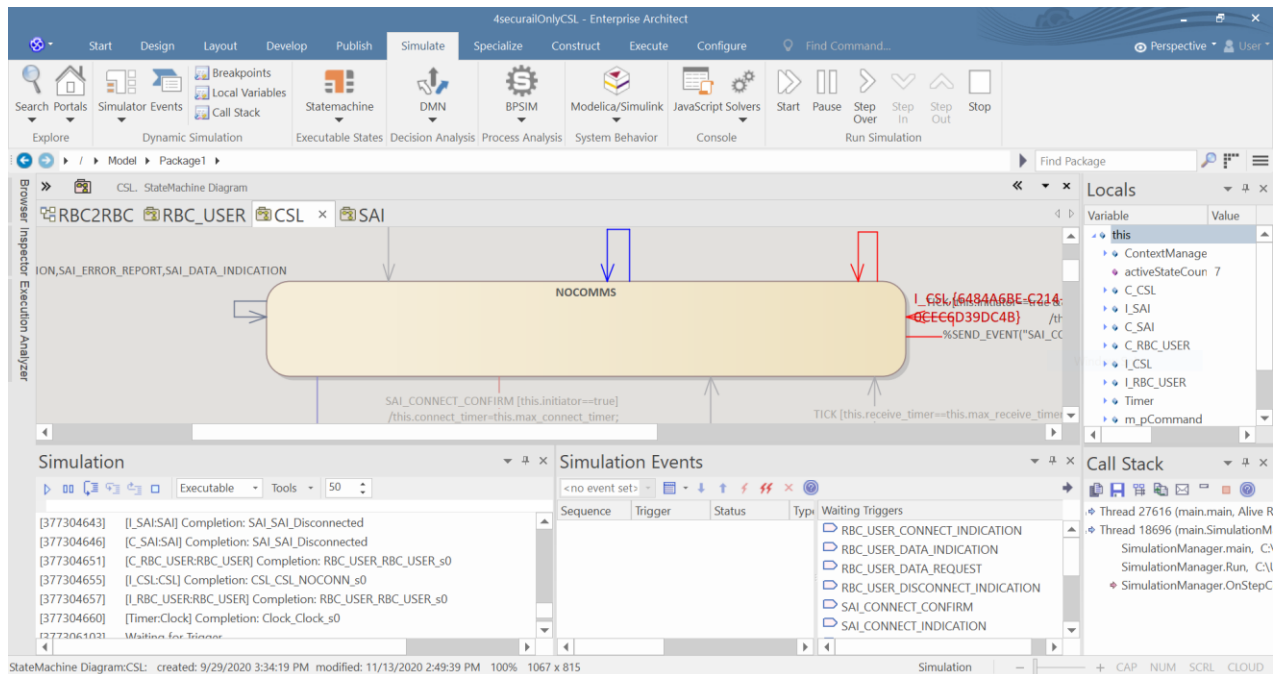 4securailOnlyCSL - Enterprise Architect
Start Design Layout Develop Publish Simulate Specialize Construct Execute Configure Find Command... Perspective User
Search Portals Simulator Events Breakpoints Local Variables Call Stack Statemachine DMN BPSIM Modelica/Simulink JavaScript Solvers Start Pause Step Over Step In Step Out Stop
Explore Dynamic Simulation Executable States Decision Analysis Process Analysis System Behavior Console Run Simulation
/ Model Package1 Find Package
Browser Inspector Execution Analyzer
CSL. StateMachine Diagram
RBC2RBC RBC_USER CSL × SAI
ION,SAI_ERROR_REPORT,SAI_DATA_INDICATION
NOCOMMS
I_CSL {6484A6BE-C214-
0CEC6D39DC4B} /th
%SEND_EVENT("SAI_CO
SAI_CONNECT_CONFIRM [this.initiator==true]
/this.connect_timer=this.max_connect_timer;
TICK [this.receive_timer==this.max_receive_timer
Locals
Variable Value
this
ContextManage
activeStateCoun 7
C_CSL
I_SAI
C_SAI
C_RBC_USER
I_CSL
I_RBC_USER
Timer
m_pCommand
Simulation
Executable Tools 50
[377304643] [I_SAI:SAI] Completion: SAI_SAI_Disconnected
[377304646] [C_SAI:SAI] Completion: SAI_SAI_Disconnected
[377304651] [C_RBC_USER:RBC_USER] Completion: RBC_USER_RBC_USER_s0
[377304655] [I_CSL:CSL] Completion: CSL_CSL_NOCONN_s0
[377304657] [I_RBC_USER:RBC_USER] Completion: RBC_USER_RBC_USER_s0
[377304660] [Timer:Clock] Completion: Clock_Clock_s0
[377306103] Waiting for Trigger
Simulation Events
<no event set>
Sequence Trigger Status Type Waiting Triggers
RBC_USER_CONNECT_INDICATION
RBC_USER_DATA_INDICATION
RBC_USER_DATA_REQUEST
RBC_USER_DISCONNECT_INDICATION
SAI_CONNECT_CONFIRM
SAI_CONNECT_INDICATION
Call Stack
Thread 27616 (main.main, Alive R
Thread 18696 (main.SimulationM
SimulationManager.main, C:\
SimulationManager.Run, C:\U
SimulationManager.OnStepC
StateMachine Diagram:CSL: created: 9/29/2020 3:34:19 PM modified: 11/13/2020 2:49:39 PM 100% 1067 x 815 Simulation CAP NUM SCRL CLOUD